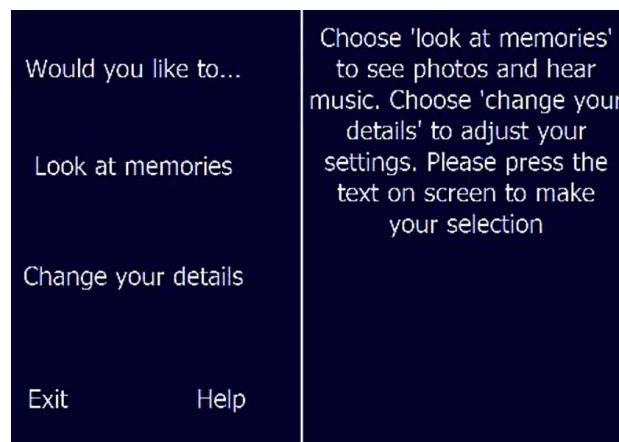 Would you like to...
Look at memories
Change your details
Exit Help
Choose 'look at memories'
to see photos and hear
music. Choose 'change your
details' to adjust your
settings. Please press the
text on screen to make
your selection